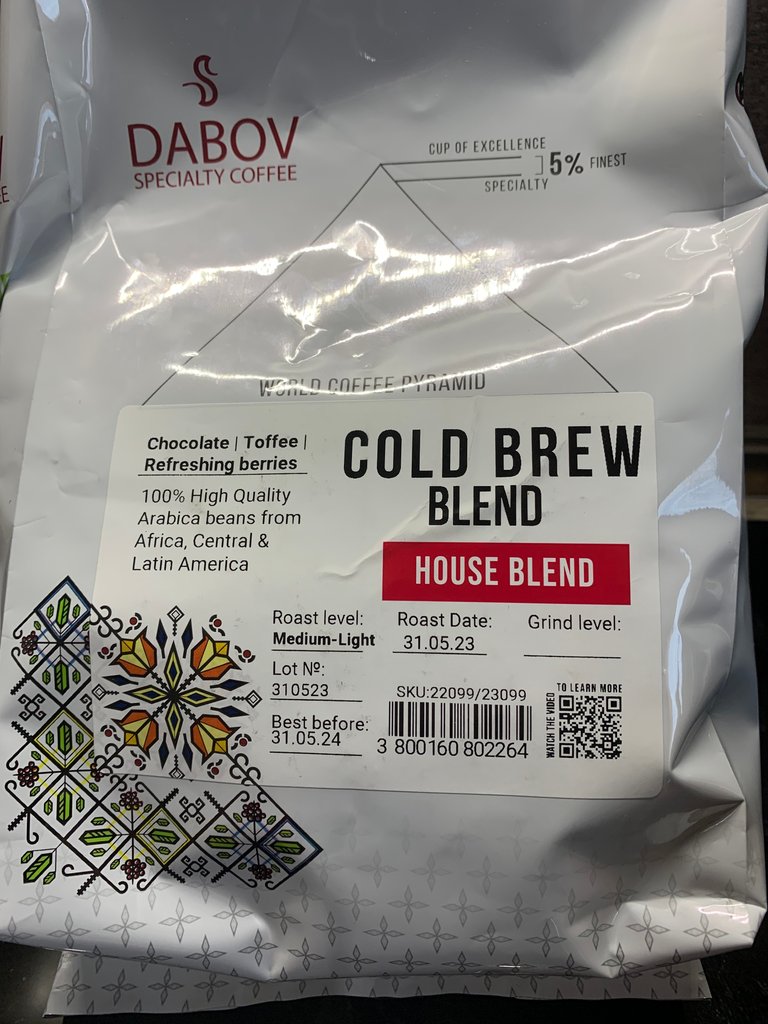 DABOV
SPECIALTY COFFEE
CUP OF EXCELLENCE
5% FINEST
SPECIALTY
WORLD COFFEE PYRAMID
Chocolate | Toffee |
Refreshing berries
100% High Quality
Arabica beans from
Africa, Central &
Latin America
COLD BREW
BLEND
HOUSE BLEND
Roast level:
Medium-Light
Roast Date:
31.05.23
Grind level:
Lot №:
310523
Best before:
31.05.24
SKU:22099/23099
3 800160 802264
TO LEARN MORE
WATCH THE VIDEO